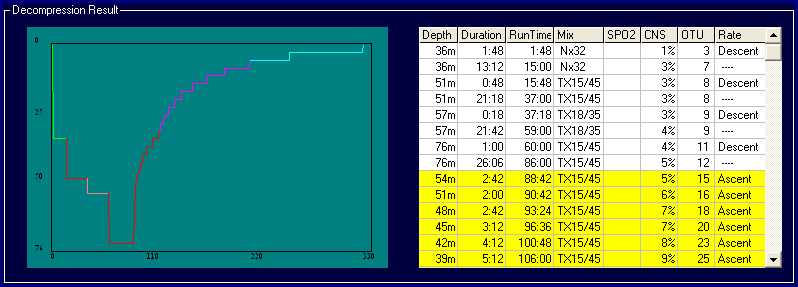 Decompression Result
0
25
50
76
0 110 220 330
Depth Duration RunTime Mix SPO2 CNS OTU Rate
36m 1:48 1:48 Nx32 1% 3 Descent
36m 13:12 15:00 Nx32 3% 7 ----
51m 0:48 15:48 TX15/45 3% 8 Descent
51m 21:18 37:00 TX15/45 3% 8 ----
57m 0:18 37:18 TX18/35 3% 9 Descent
57m 21:42 59:00 TX18/35 4% 9 ----
76m 1:00 60:00 TX15/45 4% 11 Descent
76m 26:06 86:00 TX15/45 5% 12 ----
54m 2:42 88:42 TX15/45 5% 15 Ascent
51m 2:00 90:42 TX15/45 6% 16 Ascent
48m 2:42 93:24 TX15/45 7% 18 Ascent
45m 3:12 96:36 TX15/45 7% 20 Ascent
42m 4:12 100:48 TX15/45 8% 23 Ascent
39m 5:12 106:00 TX15/45 9% 25 Ascent